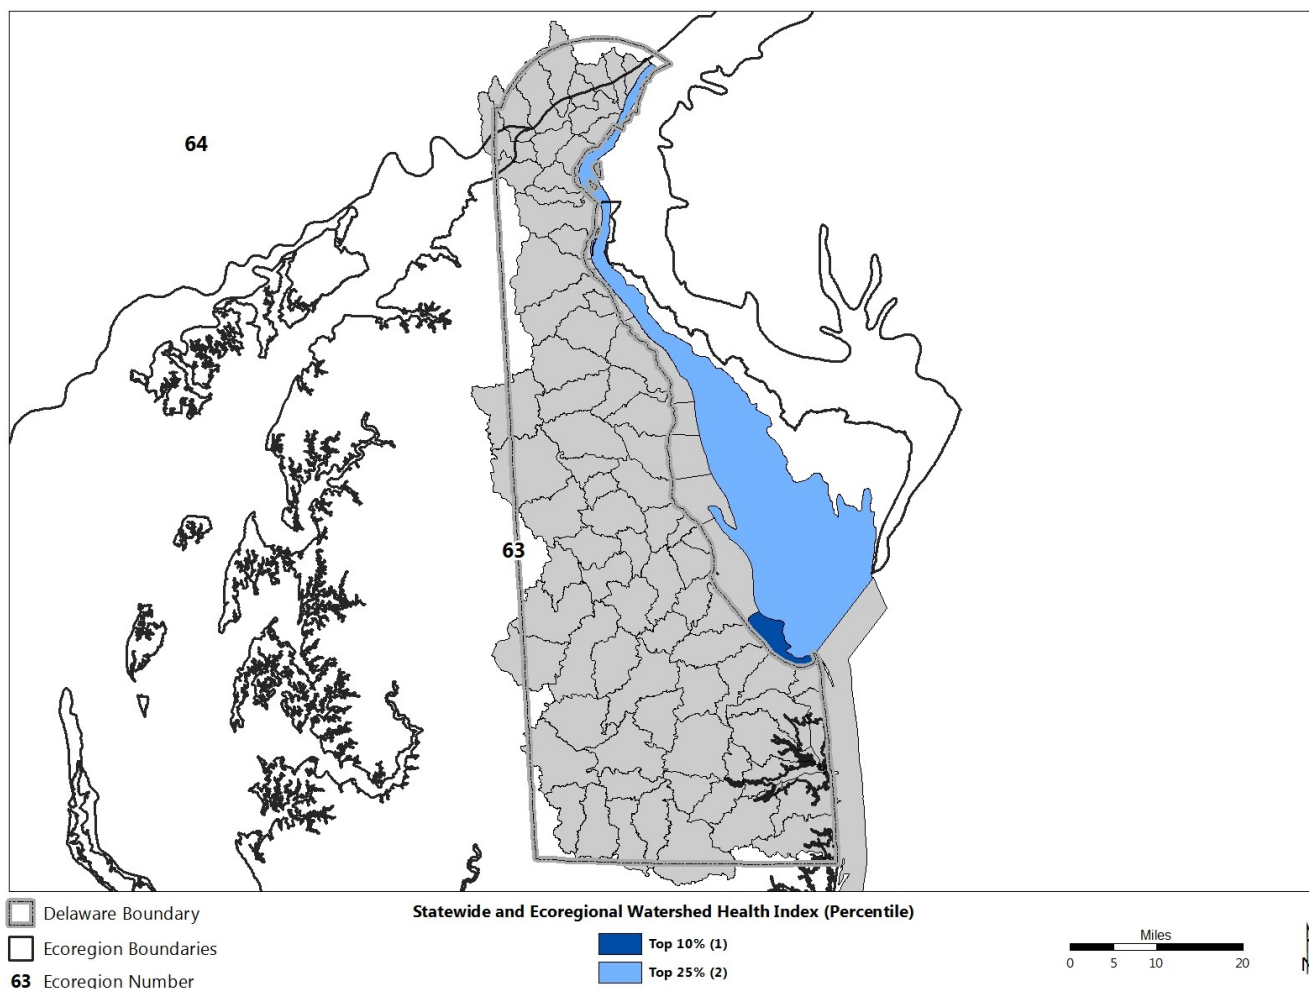 64
63
Delaware Boundary
Ecoregion Boundaries
63 Ecoregion Number
Statewide and Ecoregional Watershed Health Index (Percentile)
Top 10% (1)
Top 25% (2)
Miles
0 5 10 20